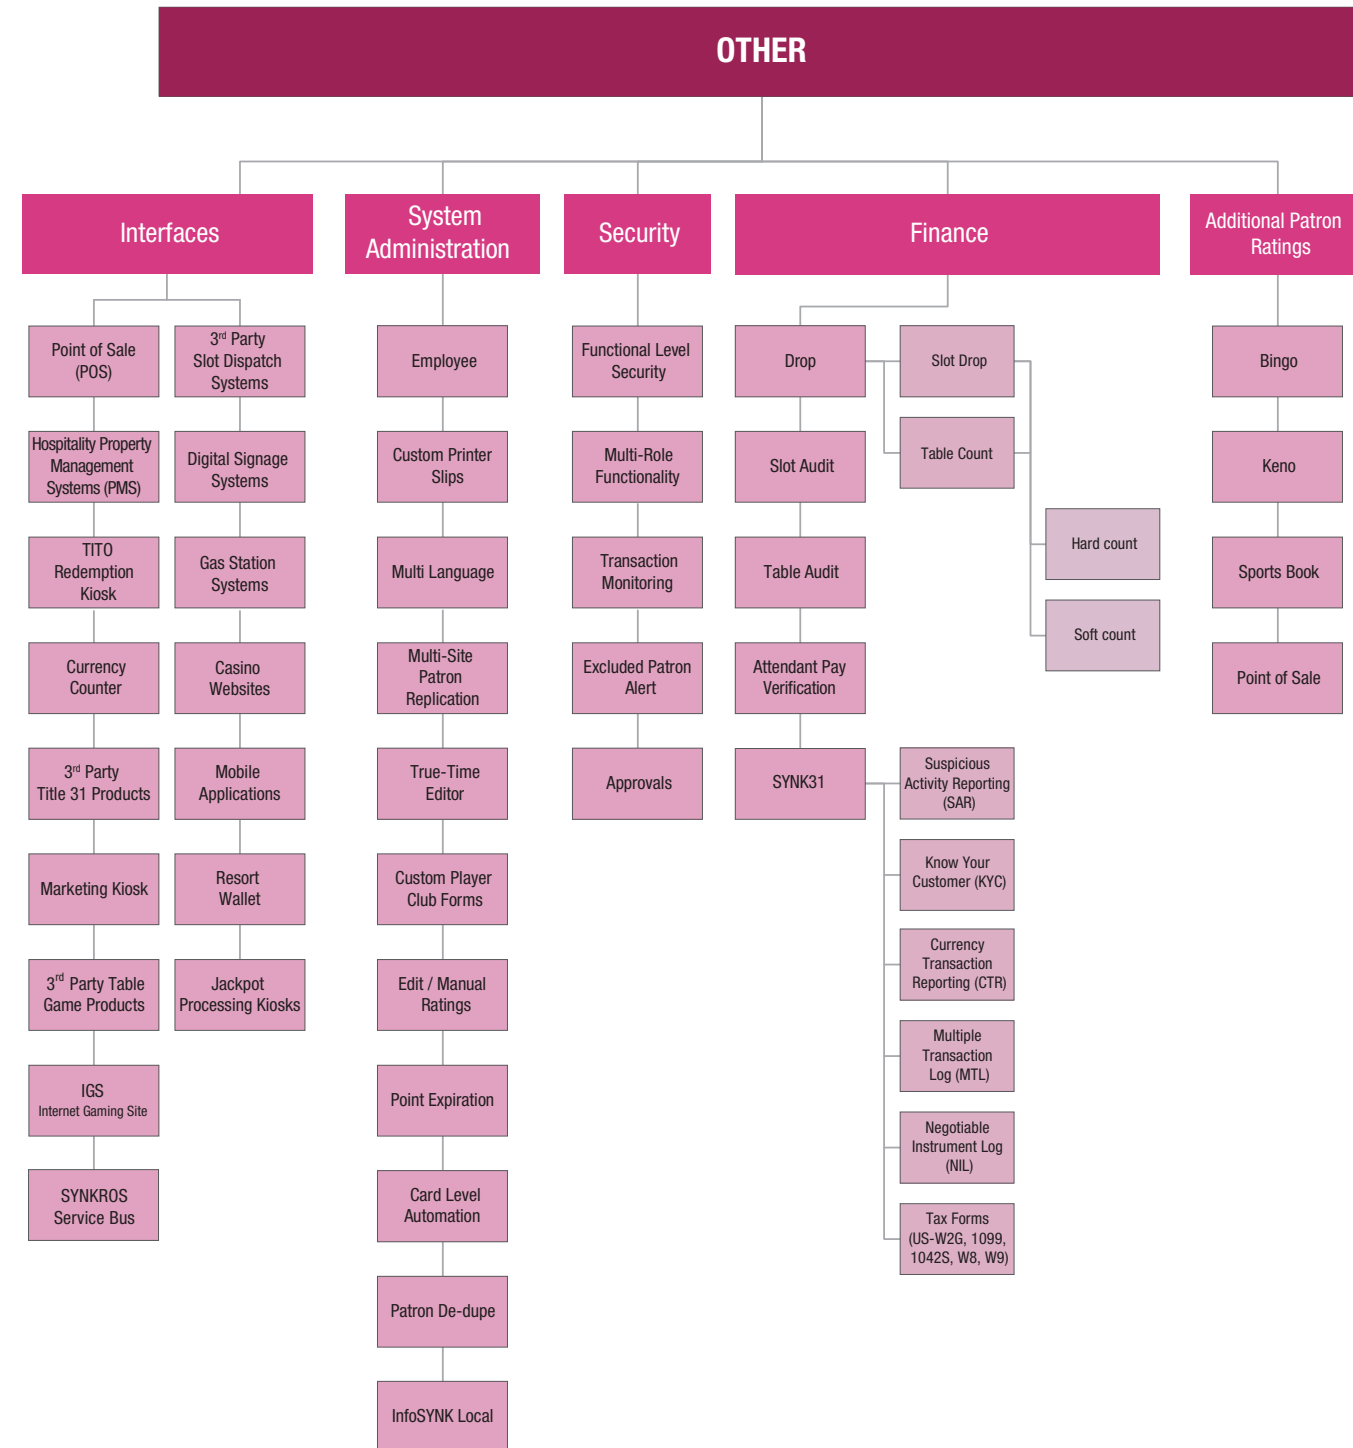 OTHER
Interfaces
System
Administration
Security
Finance
Additional Patron
Ratings
Point of Sale
(POS)
Hospitality Property
Management
Systems (PMS)
TITO
Redemption
Kiosk
Currency
Counter
3rd Party
Title 31 Products
Marketing Kiosk
3rd Party Table
Game Products
IGS
Internet Gaming Site
SYNKROS
Service Bus
3rd Party
Slot Dispatch
Systems
Digital Signage
Systems
Gas Station
Systems
Casino
Websites
Mobile
Applications
Resort
Wallet
Jackpot
Processing Kiosks
Employee
Custom Printer
Slips
Multi Language
Multi-Site
Patron
Replication
True-Time
Editor
Custom Player
Club Forms
Edit / Manual
Ratings
Point Expiration
Card Level
Automation
Patron De-dupe
InfoSYNK Local
Functional Level
Security
Multi-Role
Functionality
Transaction
Monitoring
Excluded Patron
Alert
Approvals
Drop
Slot Audit
Table Audit
Attendant Pay
Verification
SYNK31
Slot Drop
Table Count
Hard count
Soft count
Suspicious
Activity Reporting
(SAR)
Know Your
Customer (KYC)
Currency
Transaction
Reporting (CTR)
Multiple
Transaction
Log (MTL)
Negotiable
Instrument Log
(NIL)
Tax Forms
(US-W2G, 1099,
1042S, W8, W9)
Bingo
Keno
Sports Book
Point of Sale